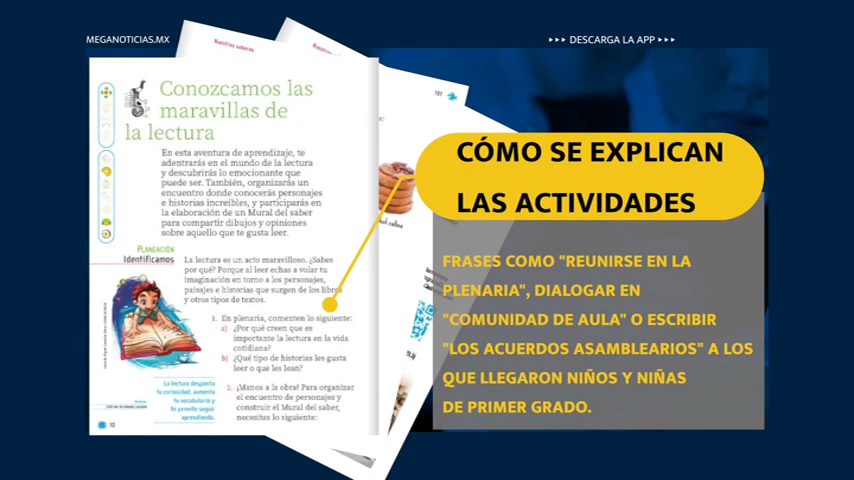 MEGANOTICIAS.MX
DESCARGA LA APP
Nuestros saberes
101
CÓMO SE EXPLICAN
LAS ACTIVIDADES
FRASES COMO "REUNIRSE EN LA
PLENARIA", DIALOGAR EN
"COMUNIDAD DE AULA" O ESCRIBIR
"LOS ACUERDOS ASAMBLEARIOS" A LOS
QUE LLEGARON NIÑOS Y NIÑAS
DE PRIMER GRADO.
Conozcamos las
maravillas de
la lectura
En esta aventura de aprendizaje, te
adentrarás en el mundo de la lectura
y descubrirás lo emocionante que
puede ser. También, organizarás un
encuentro donde conocerás personajes
e historias increíbles, y participarás en
la elaboración de un Mural del saber
para compartir dibujos y opiniones
sobre aquello que te gusta leer.
PLANEACIÓN
Identificamos
La lectura es un acto maravilloso. ¿Sabes
por qué? Porque al leer echas a volar tu
imaginación en torno a los personajes,
paisajes e historias que surgen de los libros
y otros tipos de textos.
1. En plenaria, comenten lo siguiente:
a) ¿Por qué creen que es
importante la lectura en la vida
cotidiana?
b) ¿Qué tipo de historias les gusta
leer o que les lean?
2. ¡Manos a la obra! Para organizar
el encuentro de personajes y
construir el Mural del saber,
necesitas lo siguiente:
La lectura despierta
tu curiosidad, aumenta
tu vocabulario y
te permite seguir
aprendiendo.
10